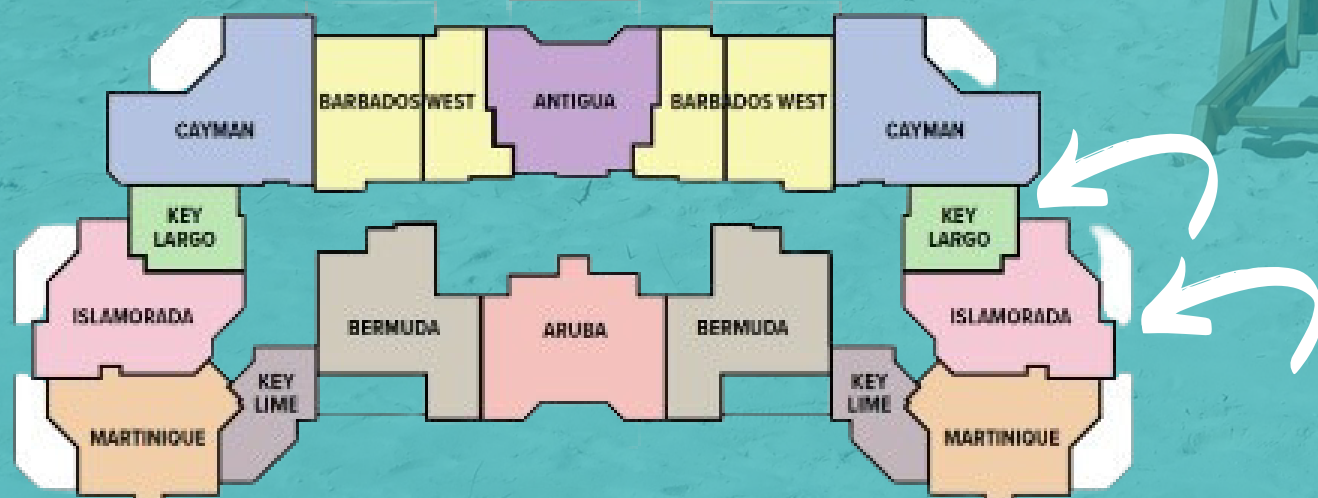 CAYMAN
BARBADOS WEST
ANTIGUA
BARBADOS WEST
CAYMAN
KEY
LARGO
KEY
LARGO
ISLAMORADA
BERMUDA
ARUBA
BERMUDA
ISLAMORADA
KEY
LIME
KEY
LIME
MARTINIQUE
MARTINIQUE